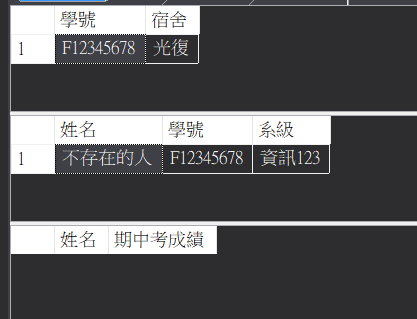 學號 宿舍
1 F12345678 光復
姓名 學號 系級
1 不存在的人 F12345678 資訊123
姓名 期中考成績